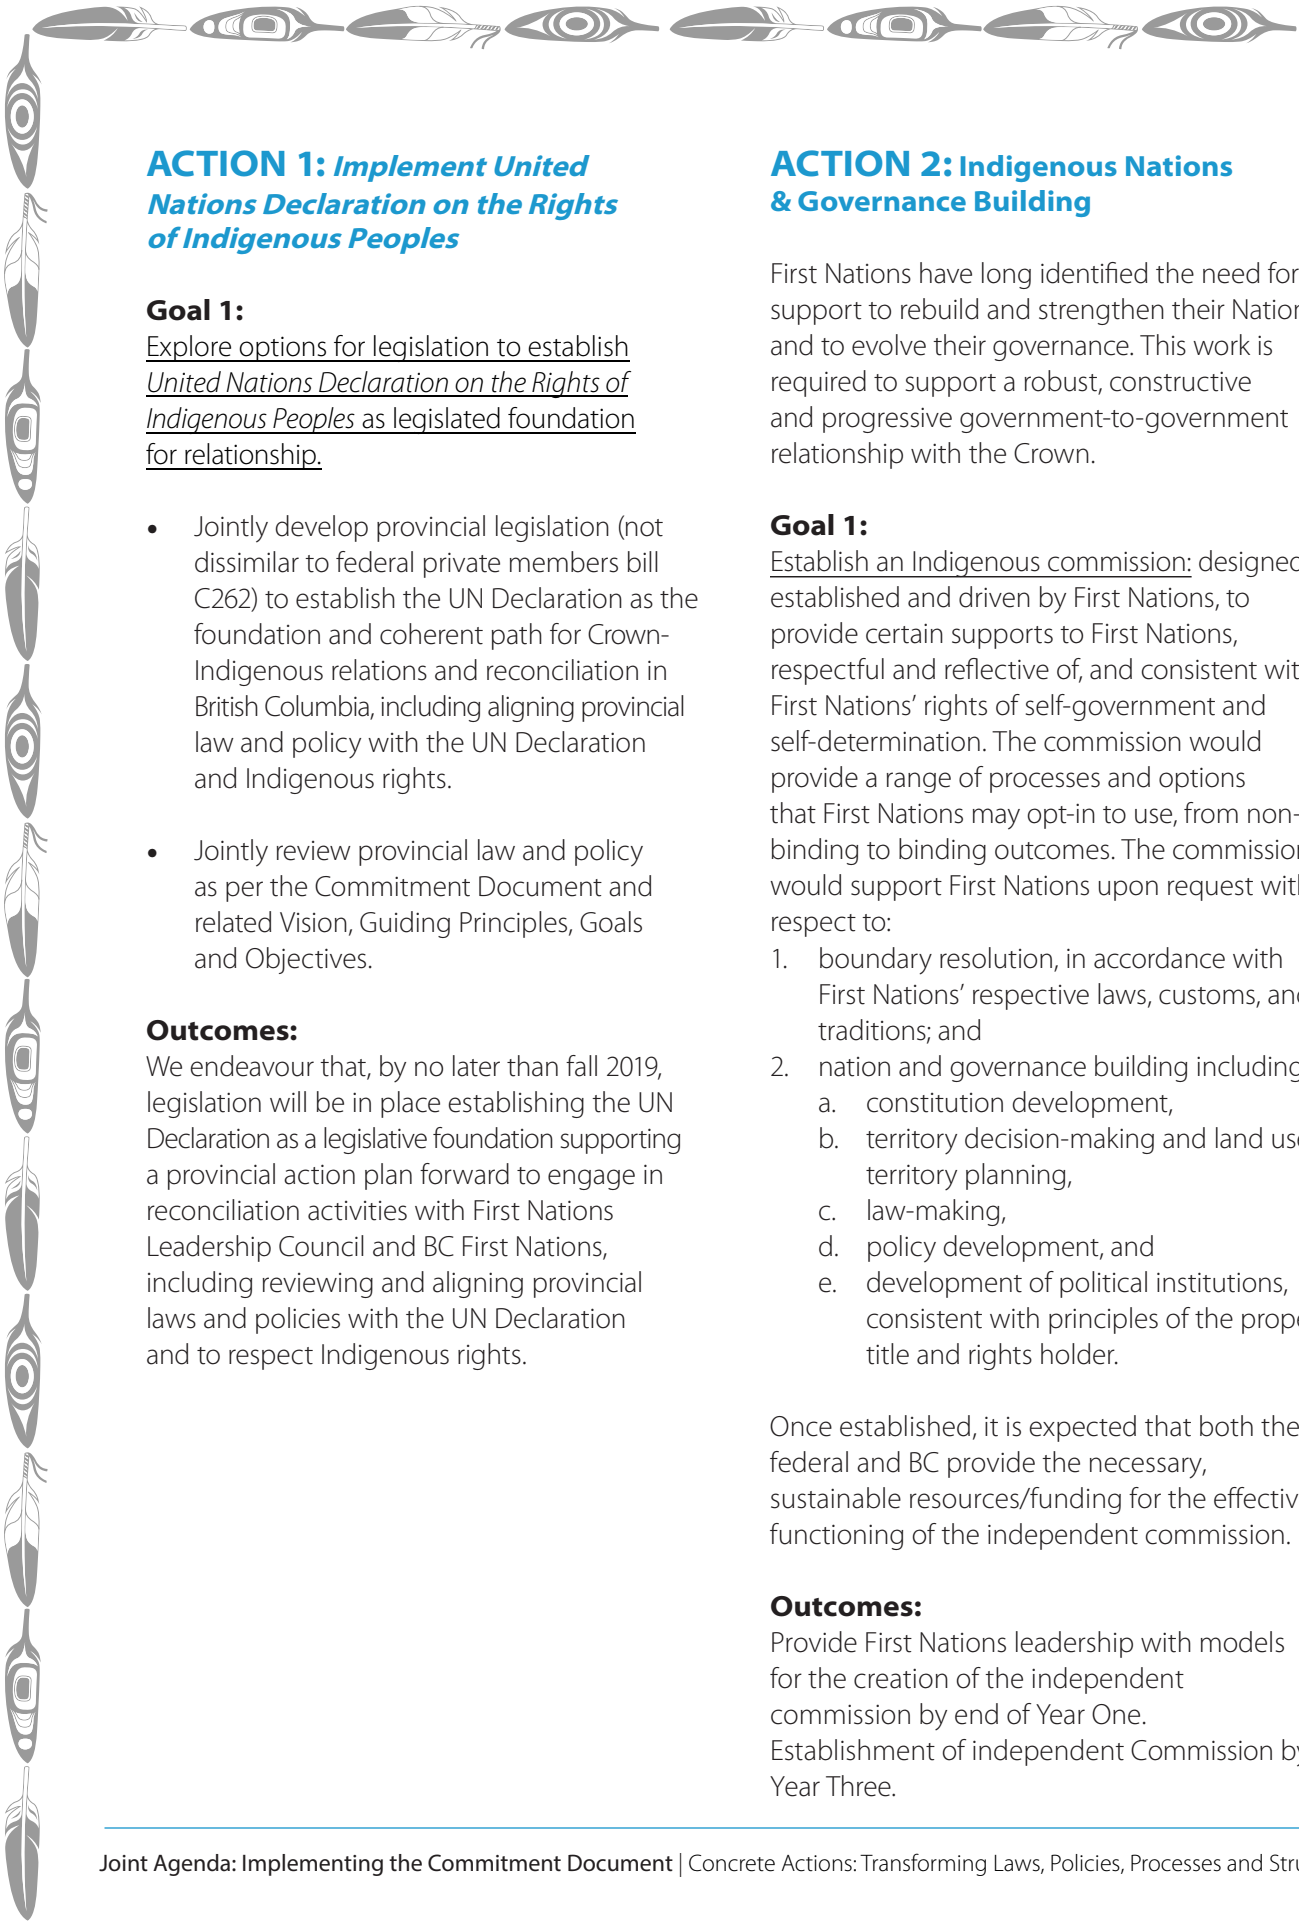 ACTION 1: Implement United
Nations Declaration on the Rights
of Indigenous Peoples
Goal 1:
Explore options for legislation to establish
United Nations Declaration on the Rights of
Indigenous Peoples as legislated foundation
for relationship.
• Jointly develop provincial legislation (not
dissimilar to federal private members bill
C262) to establish the UN Declaration as the
foundation and coherent path for Crown-
Indigenous relations and reconciliation in
British Columbia, including aligning provincial
law and policy with the UN Declaration
and Indigenous rights.
• Jointly review provincial law and policy
as per the Commitment Document and
related Vision, Guiding Principles, Goals
and Objectives.
Outcomes:
We endeavour that, by no later than fall 2019,
legislation will be in place establishing the UN
Declaration as a legislative foundation supporting
a provincial action plan forward to engage in
reconciliation activities with First Nations
Leadership Council and BC First Nations,
including reviewing and aligning provincial
laws and policies with the UN Declaration
and to respect Indigenous rights.
ACTION 2: Indigenous Nations
& Governance Building
First Nations have long identified the need for
support to rebuild and strengthen their Nation
and to evolve their governance. This work is
required to support a robust, constructive
and progressive government-to-government
relationship with the Crown.
Goal 1:
Establish an Indigenous commission: designed
established and driven by First Nations, to
provide certain supports to First Nations,
respectful and reflective of, and consistent wit
First Nations’ rights of self-government and
self-determination. The commission would
provide a range of processes and options
that First Nations may opt-in to use, from non-
binding to binding outcomes. The commission
would support First Nations upon request with
respect to:
1. boundary resolution, in accordance with
First Nations’ respective laws, customs, and
traditions; and
2. nation and governance building including
a. constitution development,
b. territory decision-making and land use
territory planning,
c. law-making,
d. policy development, and
e. development of political institutions,
consistent with principles of the prope
title and rights holder.
Once established, it is expected that both the
federal and BC provide the necessary,
sustainable resources/funding for the effectiv
functioning of the independent commission.
Outcomes:
Provide First Nations leadership with models
for the creation of the independent
commission by end of Year One.
Establishment of independent Commission by
Year Three.
Joint Agenda: Implementing the Commitment Document | Concrete Actions: Transforming Laws, Policies, Processes and Stru